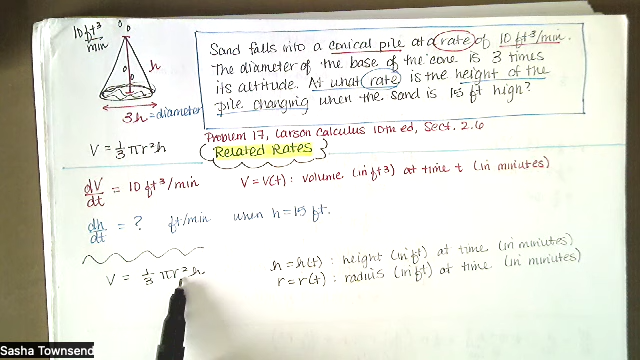 10 ft³/min
h
3h = diameter
V = ⅓ πr²h
Sand falls into a conical pile at a rate of 10 ft³/min.
The diameter of the base of the cone is 3 times
its altitude. At what rate is the height of the
pile changing when the sand is 15 ft high?
Problem 17, Larson Calculus 10th ed, Sect. 2.6
Related Rates
dV/dt = 10 ft³/min V = V(t): volume (in ft³) at time t (in minutes)
dh/dt = ? ft/min when h = 15 ft.
h = h(t): height (in ft) at time (in minutes)
r = r(t): radius (in ft) at time (in minutes)
V = ⅓ πr²h
Sasha Townsend